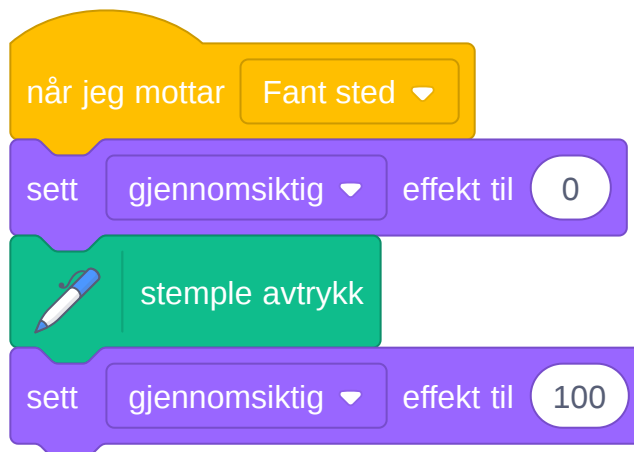 når jeg mottar Fant sted
sett gjennomsiktig effekt til 0
stemple avtrykk
sett gjennomsiktig effekt til 100